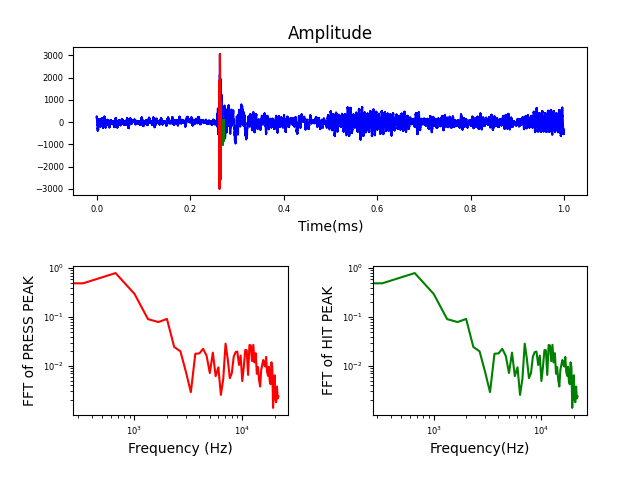 Amplitude
3000
2000
1000
0
−1000
−2000
−3000
0.0 0.2 0.4 0.6 0.8 1.0
Time(ms)
FFT of PRESS PEAK
10⁰
10⁻¹
10⁻²
10³ 10⁴
Frequency (Hz)
FFT of HIT PEAK
10⁰
10⁻¹
10⁻²
10³ 10⁴
Frequency(Hz)